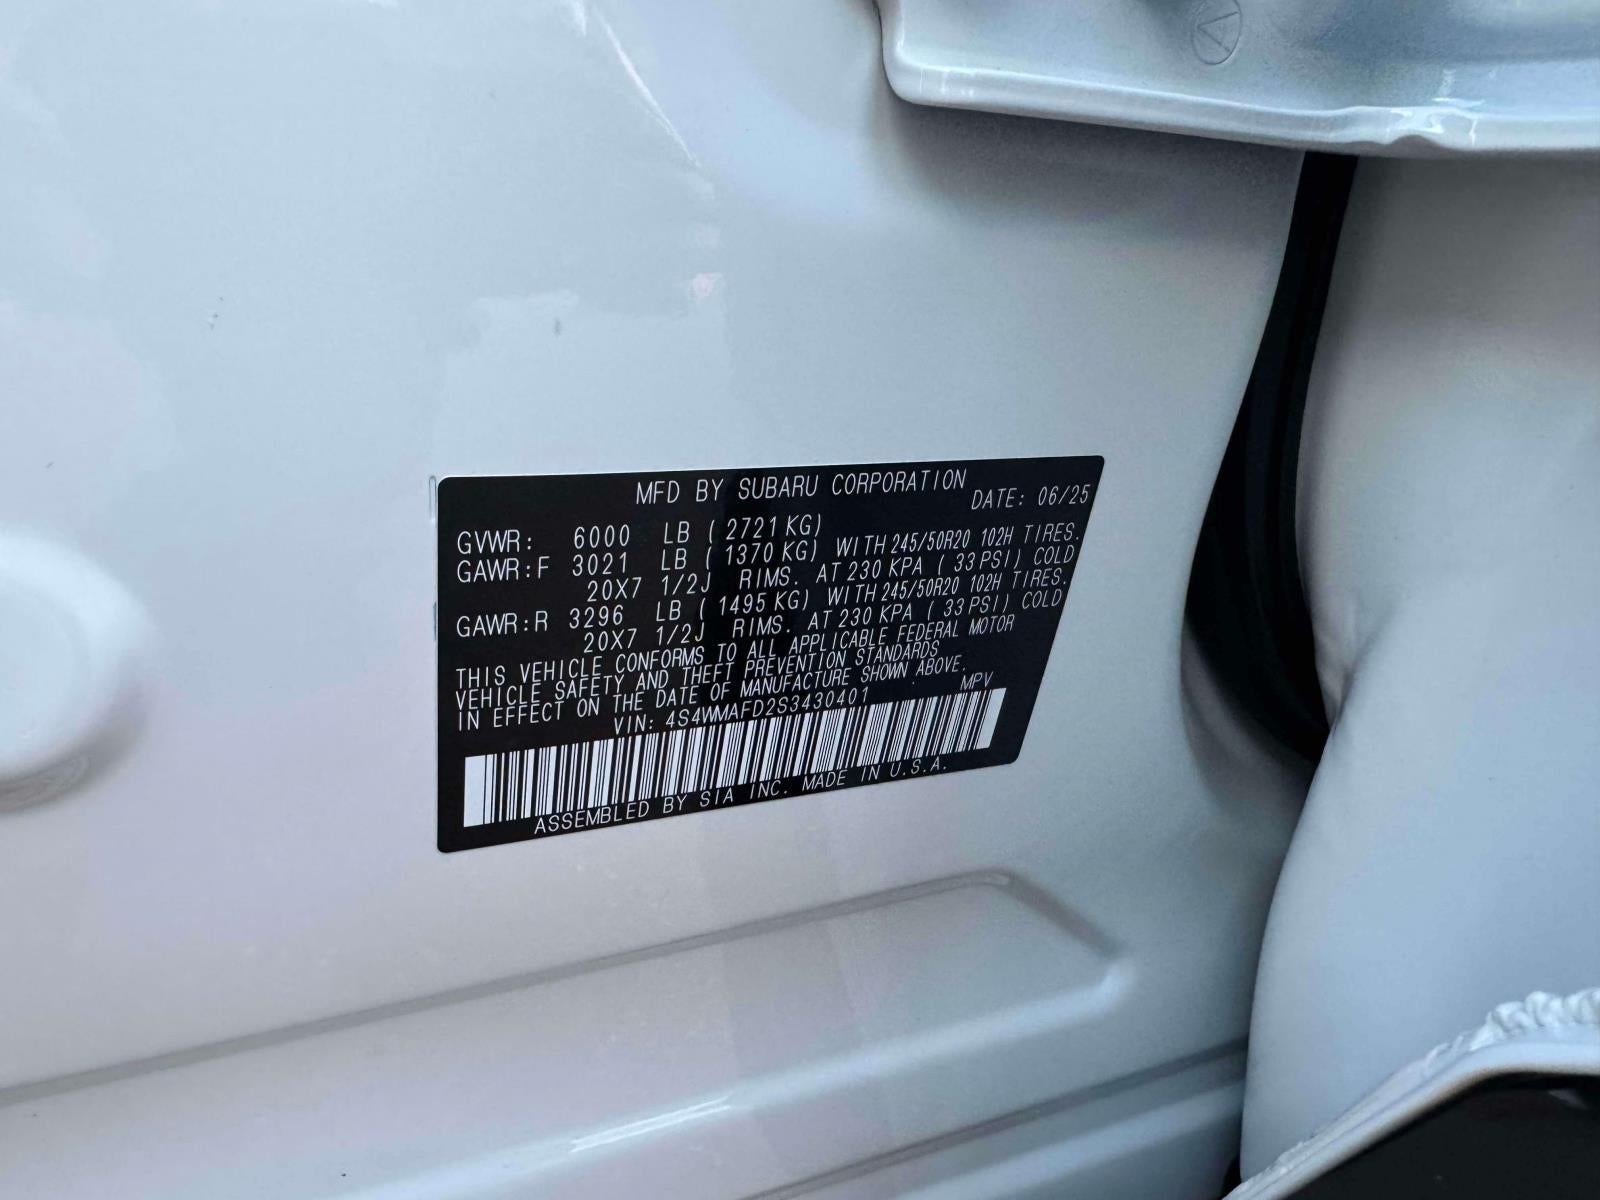 MFD BY SUBARU CORPORATION
DATE: 06/25
GVWR: 6000 LB ( 2721 KG)
GAWR:F 3021 LB ( 1370 KG) WITH 245/50R20 102H TIRES.
20X7 1/2J RIMS. AT 230 KPA ( 33 PSI) COLD
GAWR:R 3296 LB ( 1495 KG) WITH 245/50R20 102H TIRES.
20X7 1/2J RIMS. AT 230 KPA ( 33 PSI) COLD
THIS VEHICLE CONFORMS TO ALL APPLICABLE FEDERAL MOTOR
VEHICLE SAFETY AND THEFT PREVENTION STANDARDS
IN EFFECT ON THE DATE OF MANUFACTURE SHOWN ABOVE.
VIN: 4S4WMAFD2S3430401 MPV
ASSEMBLED BY SIA INC. MADE IN U.S.A.